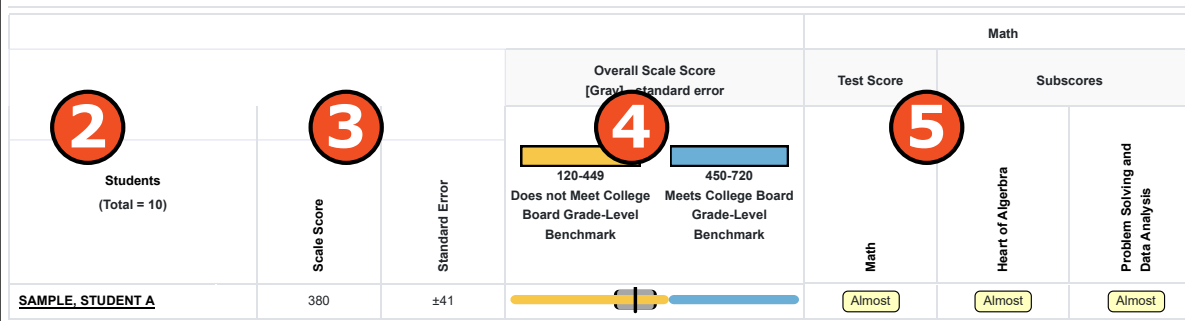 Math
Overall Scale Score
[Gray] standard error
Test Score
Subscores
2
3
4
5
Students
(Total = 10)
Scale Score
Standard Error
120-449
Does not Meet College
Board Grade-Level
Benchmark
450-720
Meets College Board
Grade-Level
Benchmark
Math
Heart of Algerbra
Problem Solving and
Data Analysis
SAMPLE, STUDENT A
380
±41
Almost
Almost
Almost